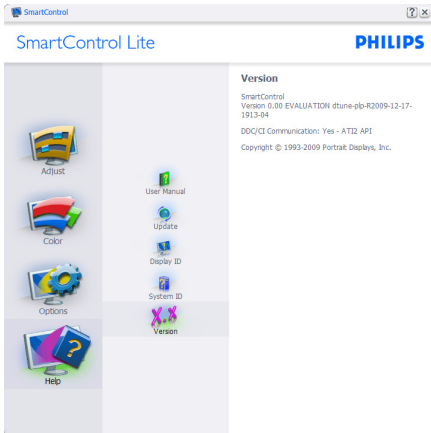 SmartControl
SmartControl Lite
PHILIPS
Adjust
Color
Options
Help
User Manual
Update
Display ID
System ID
X.X
Version
Version
SmartControl
Version 0.00 EVALUATION dtune-plp-R2009-12-17-
1913-04
DDC/CI Communication: Yes - ATI2 API
Copyright © 1993-2009 Portrait Displays, Inc.